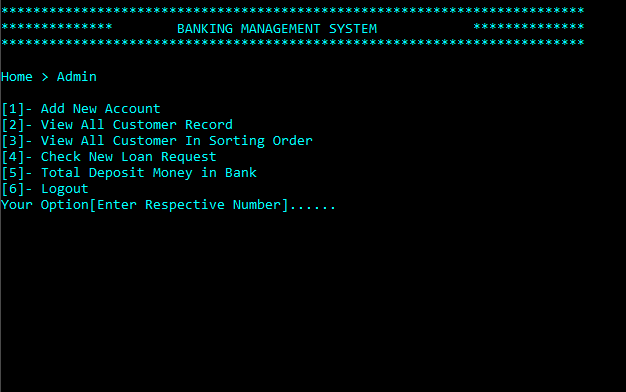 *************************************************************************
**************        BANKING MANAGEMENT SYSTEM            **************
*************************************************************************
Home > Admin
[1]- Add New Account
[2]- View All Customer Record
[3]- View All Customer In Sorting Order
[4]- Check New Loan Request
[5]- Total Deposit Money in Bank
[6]- Logout
Your Option[Enter Respective Number]......